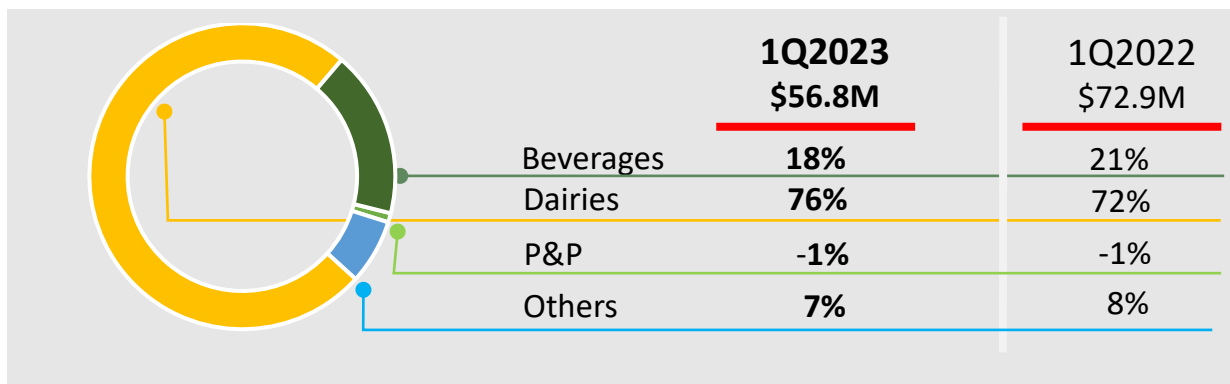 1Q2023 1Q2022
$56.8M $72.9M
Beverages 18% 21%
Dairies 76% 72%
P&P -1% -1%
Others 7% 8%